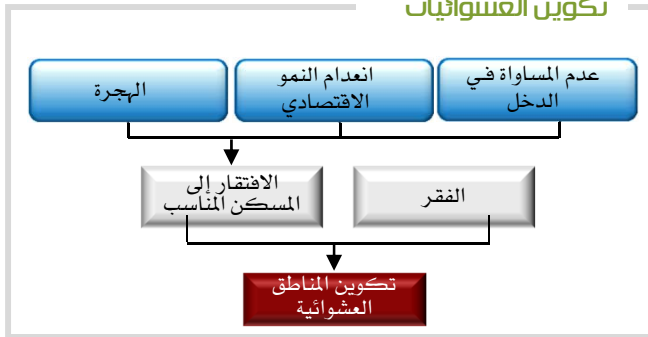 تكوين العشوائيات
عدم المساواة في
الدخل
انعدام النمو
الاقتصادي
الهجرة
الفقر
الافتقار إلى
المسكن المناسب
تكوين المناطق
العشوائية